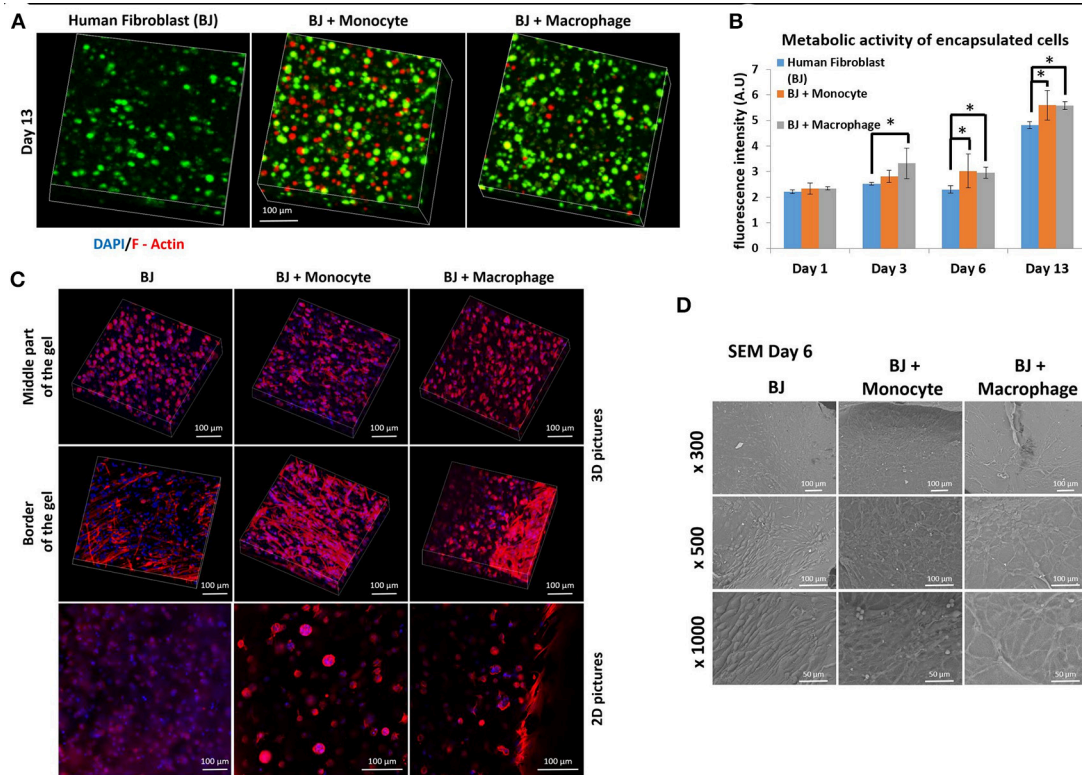 A
Human Fibroblast (BJ)
BJ + Monocyte
BJ + Macrophage
Day 13
100 µm
DAPI/F - Actin
B
Metabolic activity of encapsulated cells
fluorescence intensity (A.U)
7
6
5
4
3
2
1
0
Human Fibroblast
(BJ)
BJ + Monocyte
BJ + Macrophage
*
*
*
*
*
Day 1
Day 3
Day 6
Day 13
C
BJ
BJ + Monocyte
BJ + Macrophage
Middle part
of the gel
100 µm
100 µm
100 µm
Border
of the gel
100 µm
100 µm
100 µm
3D pictures
100 µm
100 µm
100 µm
2D pictures
D
SEM Day 6
BJ
BJ +
Monocyte
BJ +
Macrophage
x 300
100 µm
100 µm
100 µm
x 500
100 µm
100 µm
100 µm
x 1000
50 µm
50 µm
50 µm